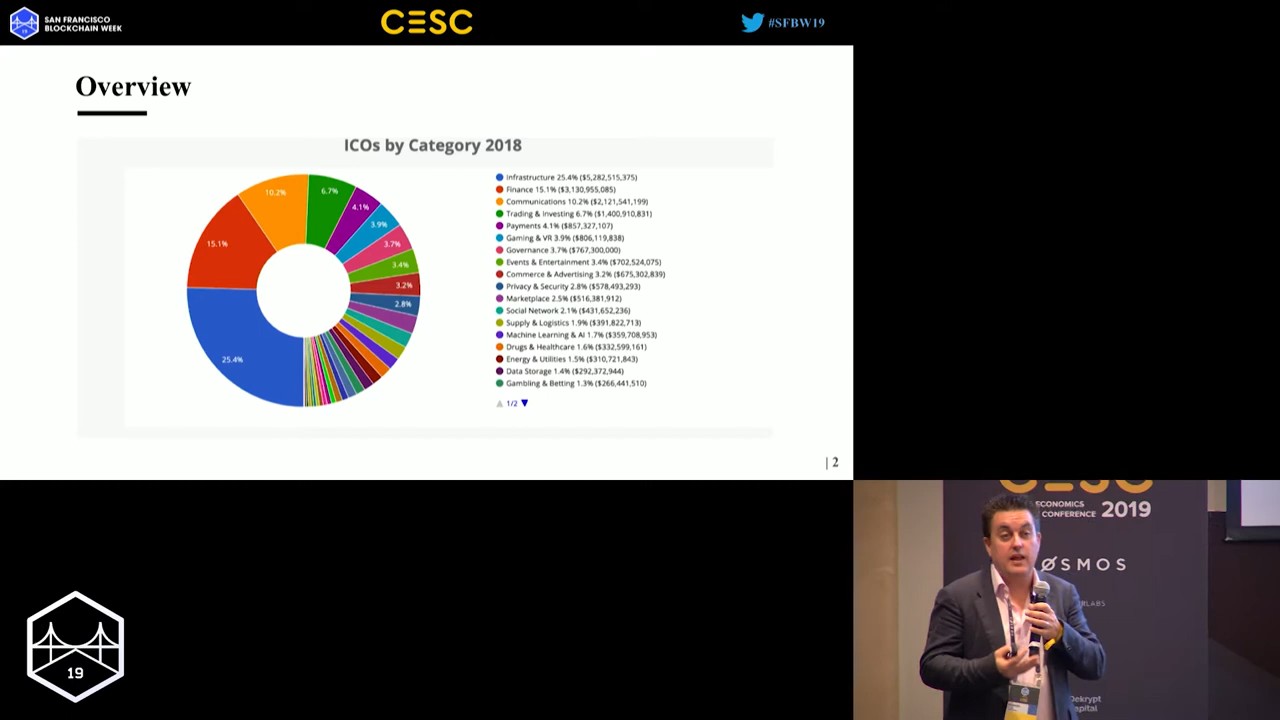 SAN FRANCISCO
BLOCKCHAIN WEEK
19
CESC
#SFBW19
Overview
ICOs by Category 2018
10.2%
6.7%
4.1%
3.9%
3.7%
3.4%
3.2%
2.8%
15.1%
25.4%
Infrastructure 25.4% ($5,282,515,375)
Finance 15.1% ($3,130,955,085)
Communications 10.2% ($2,121,541,199)
Trading & Investing 6.7% ($1,400,910,831)
Payments 4.1% ($857,327,107)
Gaming & VR 3.9% ($806,119,838)
Governance 3.7% ($767,300,000)
Events & Entertainment 3.4% ($702,524,075)
Commerce & Advertising 3.2% ($675,302,839)
Privacy & Security 2.8% ($578,493,293)
Marketplace 2.5% ($516,381,912)
Social Network 2.1% ($431,652,236)
Supply & Logistics 1.9% ($391,822,713)
Machine Learning & AI 1.7% ($359,708,953)
Drugs & Healthcare 1.6% ($332,599,161)
Energy & Utilities 1.5% ($310,721,843)
Data Storage 1.4% ($292,372,944)
Gambling & Betting 1.3% ($266,441,510)
1/2
| 2
19
CESC
ECONOMICS
CONFERENCE 2019
OSMOS
RLABS
Dekrypt
apital